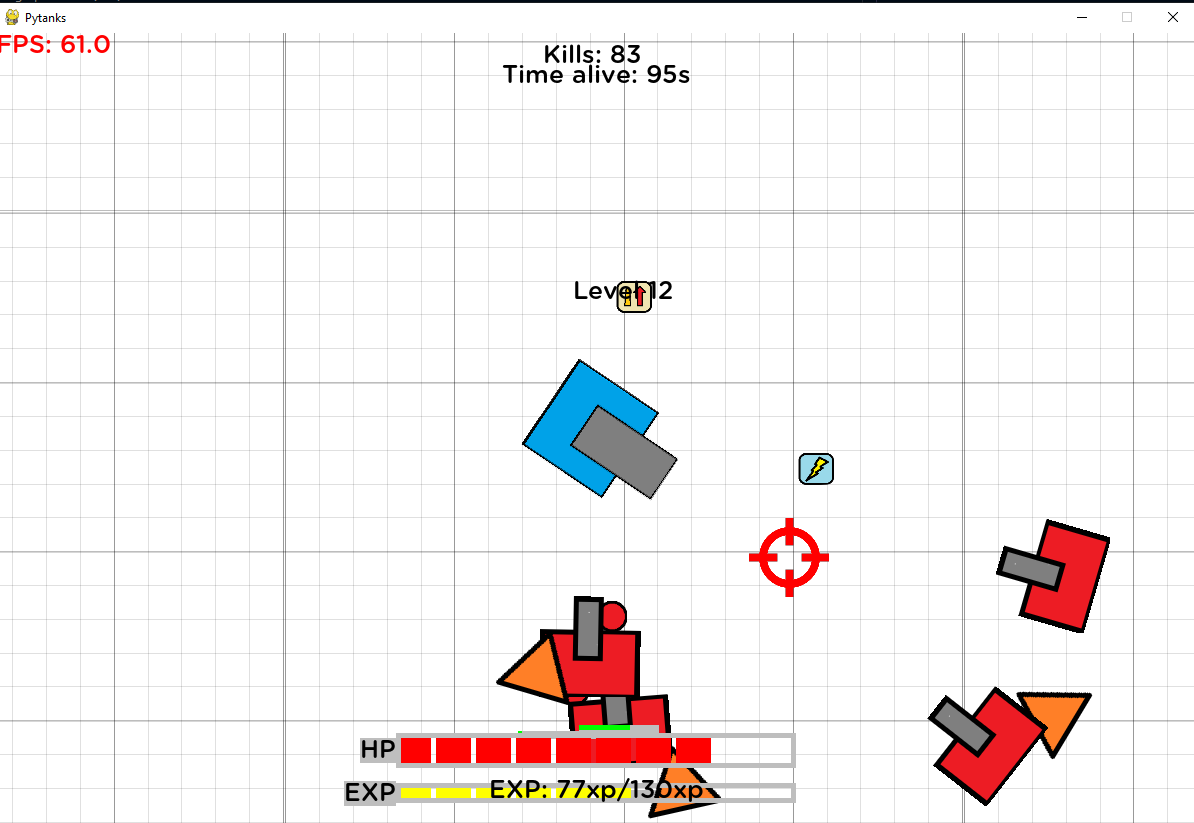 Pytanks
FPS: 61.0
Kills: 83
Time alive: 95s
Level 12
HP
EXP
EXP: 77xp/130xp